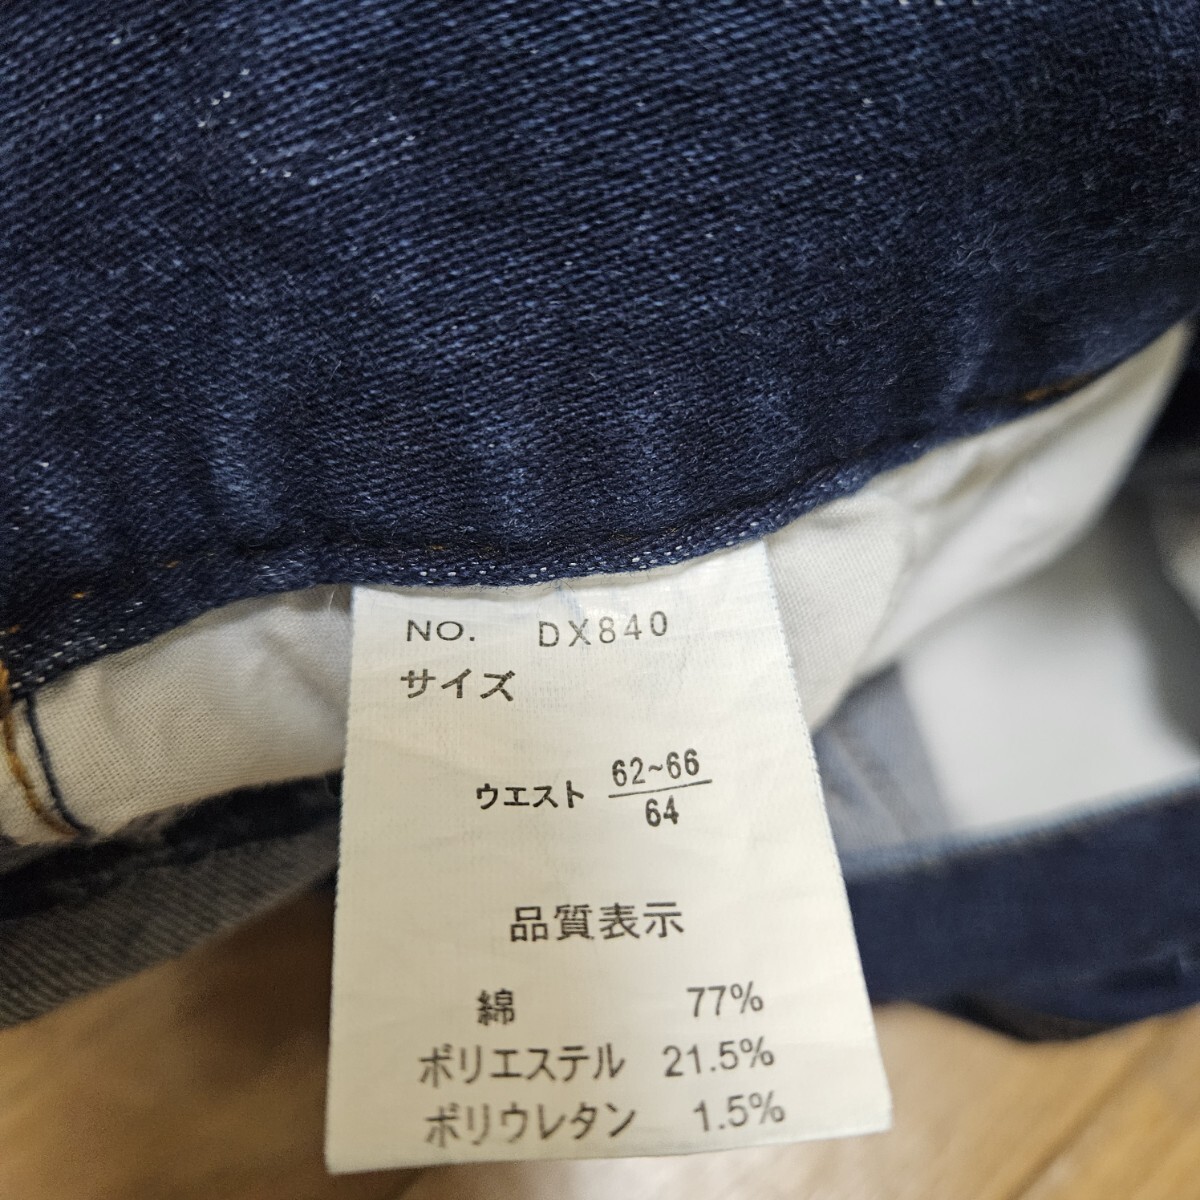 NO. DX840
サイズ
ウエスト 62~66
64
品質表示
綿 77%
ポリエステル 21.5%
ポリウレタン 1.5%